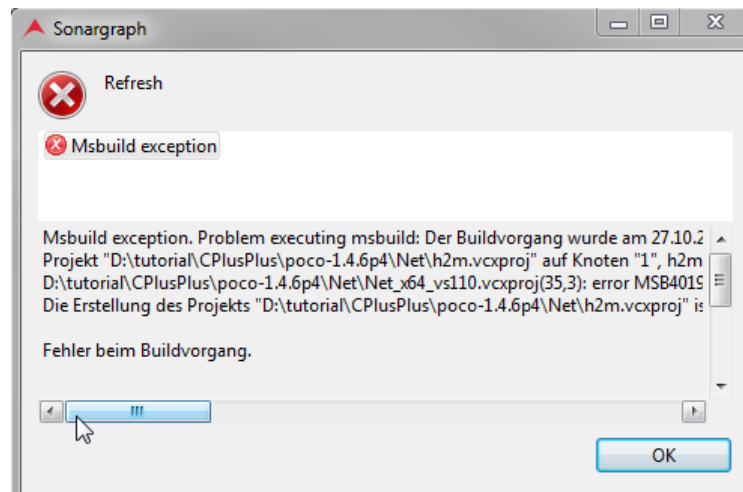 Sonargraph
Refresh
Msbuild exception
Msbuild exception. Problem executing msbuild: Der Buildvorgang wurde am 27.10.2
Projekt "D:\tutorial\CPlusPlus\poco-1.4.6p4\Net\h2m.vcxproj" auf Knoten "1", h2m
D:\tutorial\CPlusPlus\poco-1.4.6p4\Net\Net_x64_vs110.vcxproj(35,3): error MSB4019
Die Erstellung des Projekts "D:\tutorial\CPlusPlus\poco-1.4.6p4\Net\h2m.vcxproj" is
Fehler beim Buildvorgang.
OK